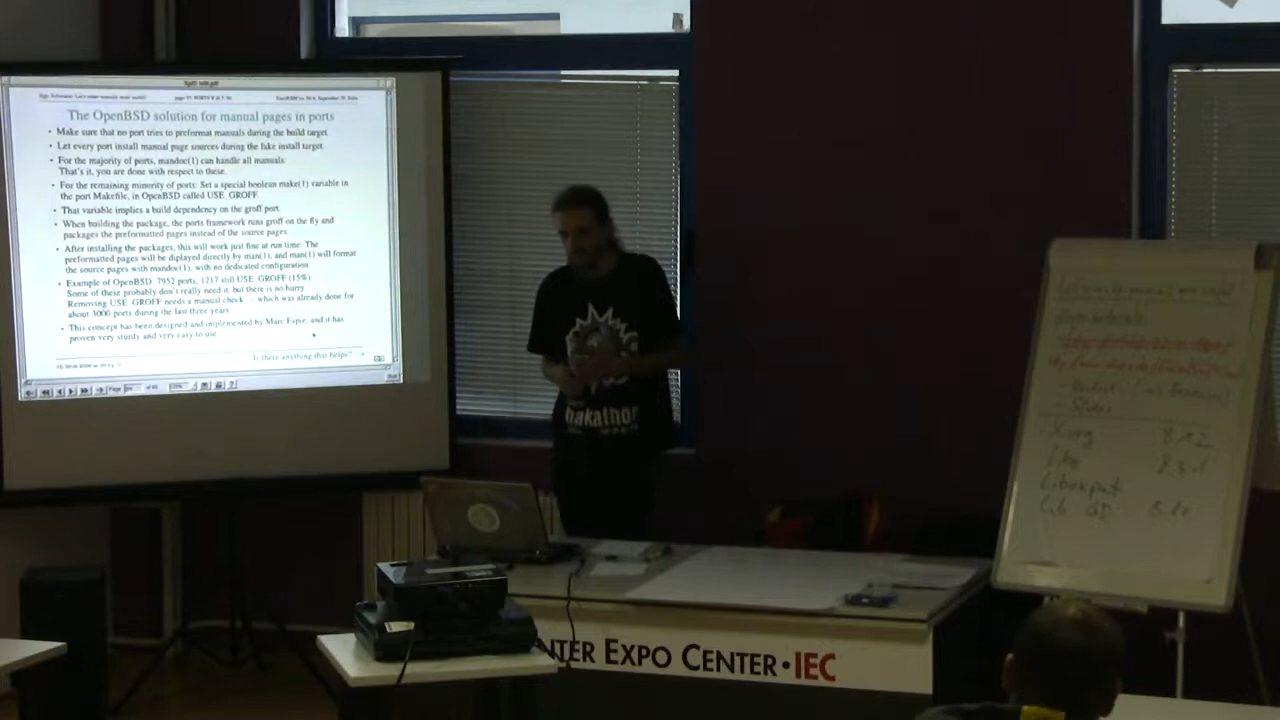 The OpenBSD solution for manual pages in ports
• Make sure that no port tries to preformat manuals during the build target.
• Let every port install manual page sources during the fake install target.
• For the majority of ports, mandoc(1) can handle all manuals.
That's it, you are done with respect to these.
• For the remaining minority of ports: Set a special boolean make(1) variable in
the port Makefile, in OpenBSD called USE_GROFF.
• That variable implies a build dependency on the groff port.
• When building the package, the ports framework runs groff on the fly and
packages the preformatted pages instead of the source pages.
• After installing the packages, this will work just fine at run time: The
preformatted pages will be diplayed directly by man(1), and man(1) will format
the source pages with mandoc(1), with no dedicated configuration.
• Example of OpenBSD: 7952 ports, 1217 still USE_GROFF (15%).
Some of these probably don't really need it, but there is no hurry.
Removing USE_GROFF needs a manual check — which was already done for
about 3000 ports during the last three years.
• This concept has been designed and implemented by Marc Espie, and it has
proven very sturdy and very easy to use.
Is there anything that helps?
Page
hakathon
NTER EXPO CENTER • IEC
Xorg 8.12